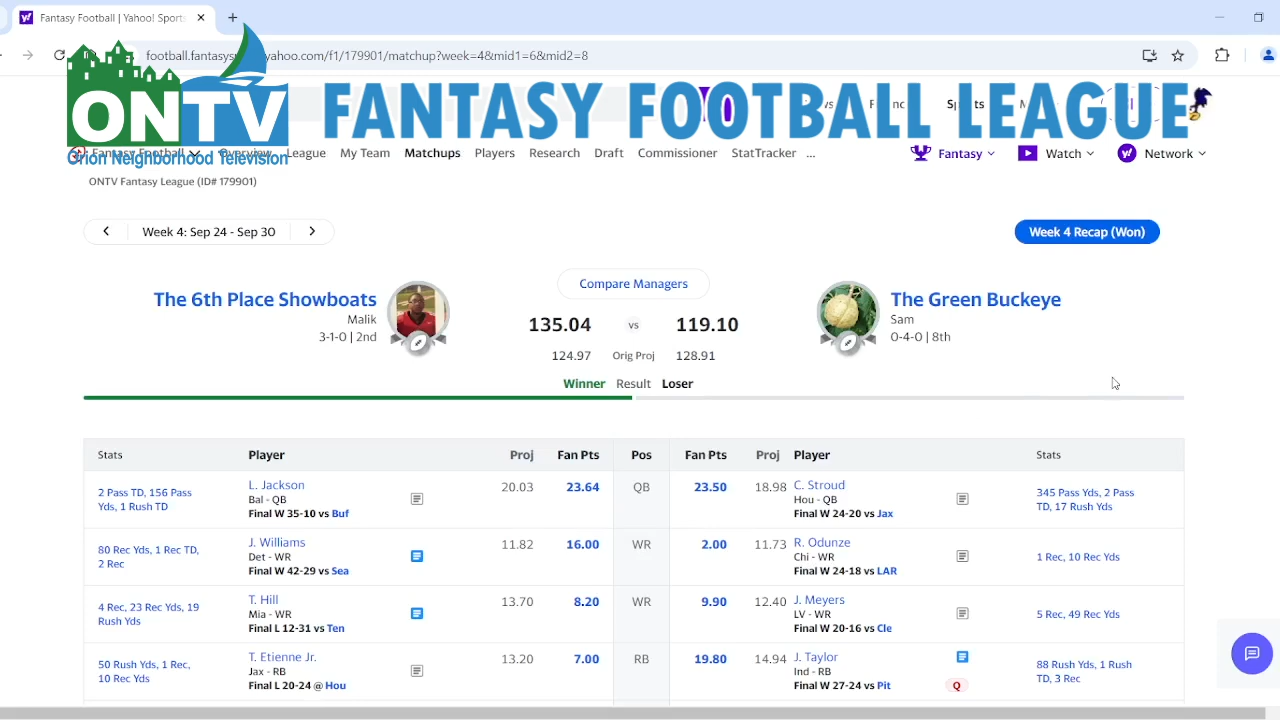 Fantasy Football | Yahoo! Sports
football.fantasysp yahoo.com/f1/179901/matchup?week=4&mid1=6&mid2=8
ONTV
Orion Neighborhood Television
FANTASY FOOTBALL LEAGUE
Sports
Fantasy Football Overview League My Team Matchups Players Research Draft Commissioner StatTracker ... Fantasy Watch Network
ONTV Fantasy League (ID# 179901)
Week 4: Sep 24 - Sep 30
Week 4 Recap (Won)
Compare Managers
The 6th Place Showboats
Malik
3-1-0 | 2nd
135.04 vs 119.10
124.97 Orig Proj 128.91
Winner Result Loser
The Green Buckeye
Sam
0-4-0 | 8th
Stats Player Proj Fan Pts Pos Fan Pts Proj Player Stats
2 Pass TD, 156 Pass
Yds, 1 Rush TD
L. Jackson
Bal - QB
Final W 35-10 vs Buf
20.03 23.64 QB 23.50 18.98
C. Stroud
Hou - QB
Final W 24-20 vs Jax
345 Pass Yds, 2 Pass
TD, 17 Rush Yds
80 Rec Yds, 1 Rec TD,
2 Rec
J. Williams
Det - WR
Final W 42-29 vs Sea
11.82 16.00 WR 2.00 11.73
R. Odunze
Chi - WR
Final W 24-18 vs LAR
1 Rec, 10 Rec Yds
4 Rec, 23 Rec Yds, 19
Rush Yds
T. Hill
Mia - WR
Final L 12-31 vs Ten
13.70 8.20 WR 9.90 12.40
J. Meyers
LV - WR
Final W 20-16 vs Cle
5 Rec, 49 Rec Yds
50 Rush Yds, 1 Rec,
10 Rec Yds
T. Etienne Jr.
Jax - RB
Final L 20-24 @ Hou
13.20 7.00 RB 19.80 14.94
J. Taylor
Ind - RB
Final W 27-24 vs Pit
Q
88 Rush Yds, 1 Rush
TD, 3 Rec